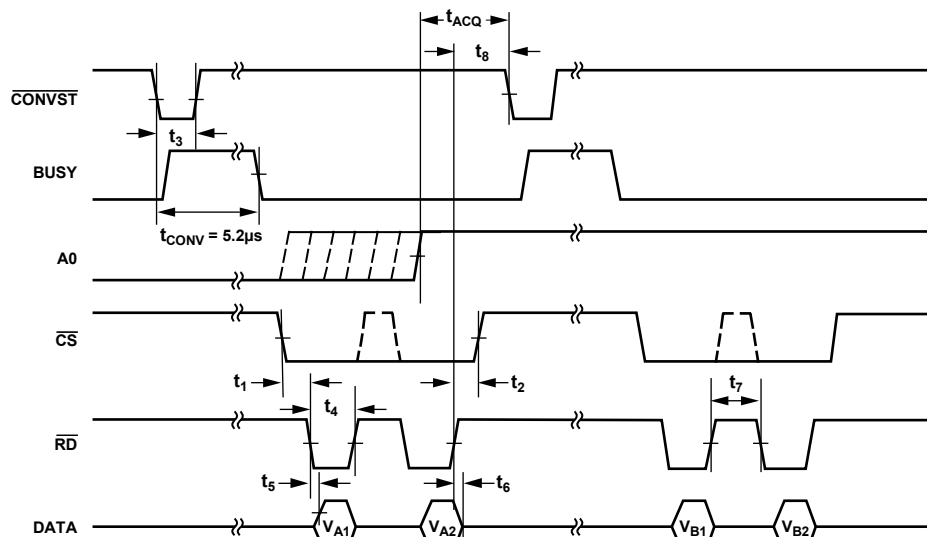 tACQ
t8
CONVST
t3
BUSY
tCONV = 5.2µs
A0
CS
t1
t2
t4
t7
RD
t5
t6
DATA
VA1
VA2
VB1
VB2